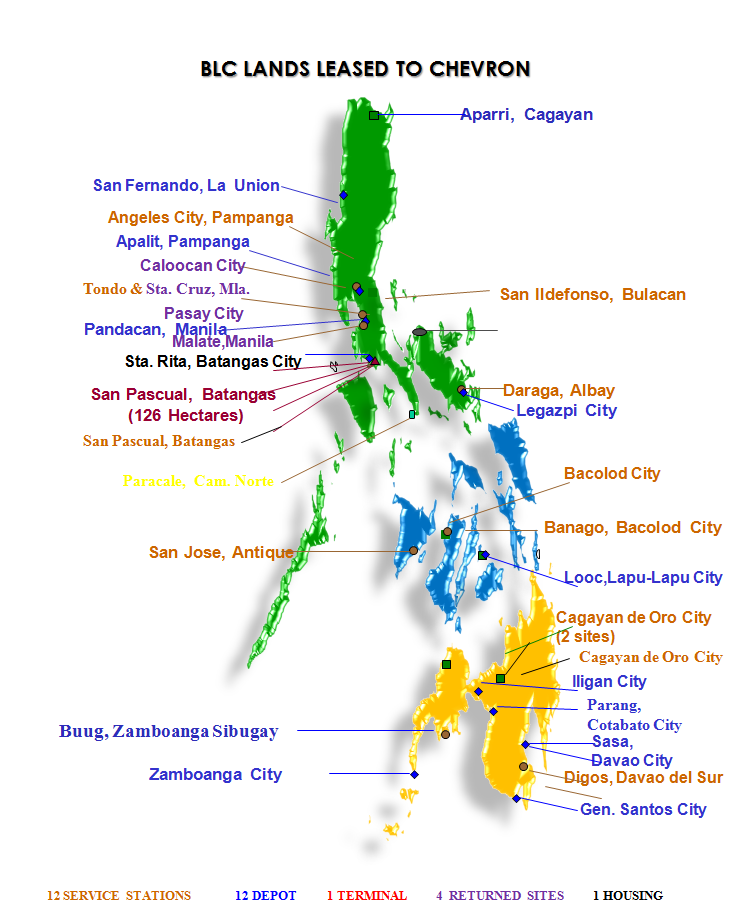 BLC LANDS LEASED TO CHEVRON
Aparri, Cagayan
San Fernando, La Union
Angeles City, Pampanga
Apalit, Pampanga
Caloocan City
Tondo & Sta. Cruz, Mla.
San Ildefonso, Bulacan
Pasay City
Pandacan, Manila
Malate,Manila
Sta. Rita, Batangas City
San Pascual, Batangas
(126 Hectares)
Daraga, Albay
Legazpi City
San Pascual, Batangas
Paracale, Cam. Norte
Bacolod City
Banago, Bacolod City
San Jose, Antique
Looc,Lapu-Lapu City
Cagayan de Oro City
(2 sites)
Cagayan de Oro City
Iligan City
Parang,
Cotabato City
Buug, Zamboanga Sibugay
Sasa,
Davao City
Zamboanga City
Digos, Davao del Sur
Gen. Santos City
12 SERVICE STATIONS 12 DEPOT 1 TERMINAL 4 RETURNED SITES 1 HOUSING